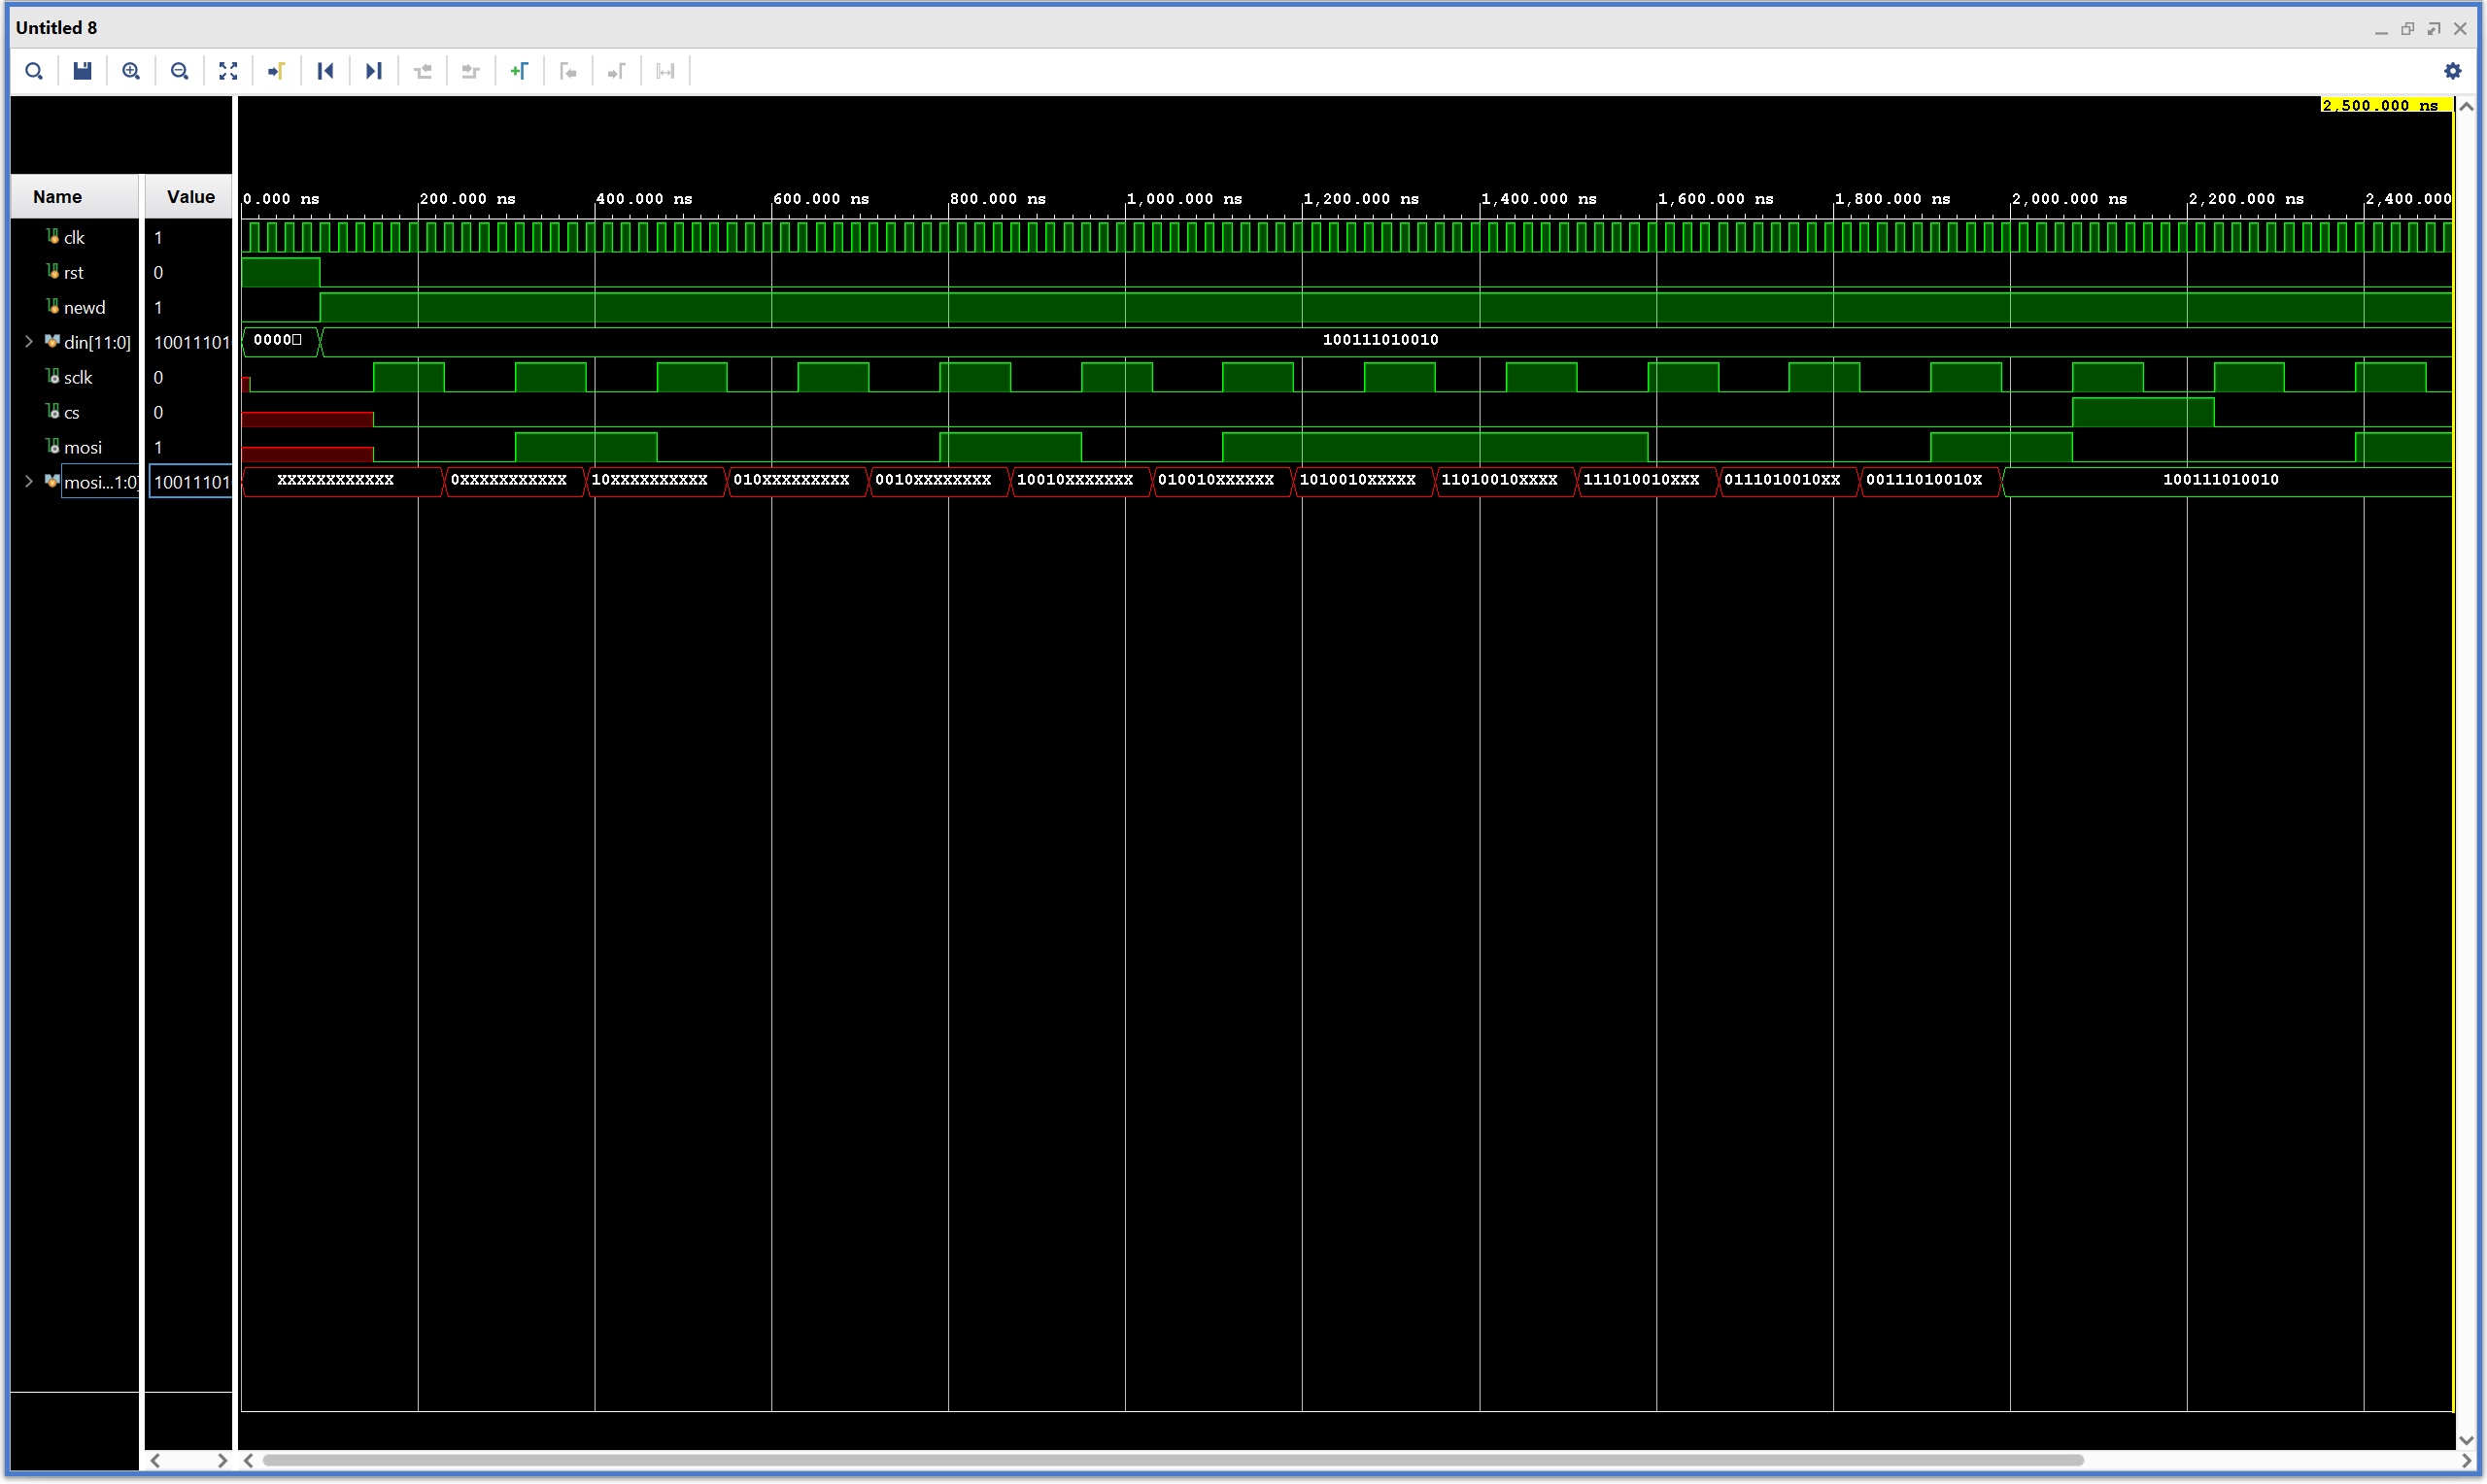 Untitled 8
2,500.000 ns
Name Value
0.000 ns 200.000 ns 400.000 ns 600.000 ns 800.000 ns 1,000.000 ns 1,200.000 ns 1,400.000 ns 1,600.000 ns 1,800.000 ns 2,000.000 ns 2,200.000 ns 2,400.000
clk 1
rst 0
newd 1
din[11:0] 10011101 0000 100111010010
sclk 0
cs 0
mosi 1
mosi...1:0] 10011101 XXXXXXXXXXXX 0XXXXXXXXXXX 10XXXXXXXXXX 010XXXXXXXXX 0010XXXXXXXX 10010XXXXXXX 010010XXXXXX 1010010XXXXX 11010010XXXX 111010010XXX 0111010010XX 00111010010X 100111010010